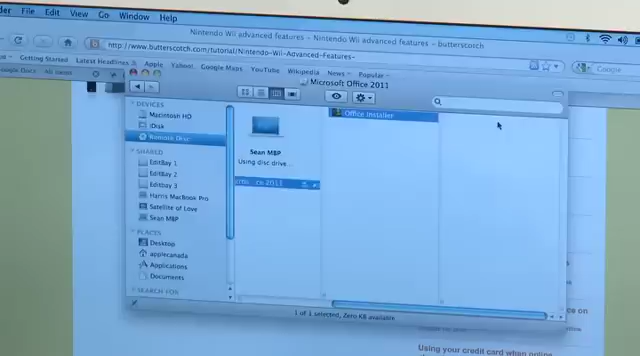 File Edit View Go Window Help
Nintendo Wii advanced features – Nintendo Wii advanced features – butterscotch
http://www.butterscotch.com/tutorial/Nintendo-Wii-Advanced-Features-
Google
Getting Started Latest Headlines Apple Yahoo! Google Maps YouTube Wikipedia News Popular
Google Docs
Microsoft Office 2011
DEVICES
Macintosh HD
iDisk
Remote Disc
SHARED
EditBay 1
EditBay 2
Editbay 3
Harris MacBook Pro
Satellite of Love
Sean MBP
PLACES
Desktop
applecanada
Applications
Documents
SEARCH FOR
Sean MBP
Using disc drive...
Office Installer
1 of 1 selected, Zero KB available
Using your credit card when online